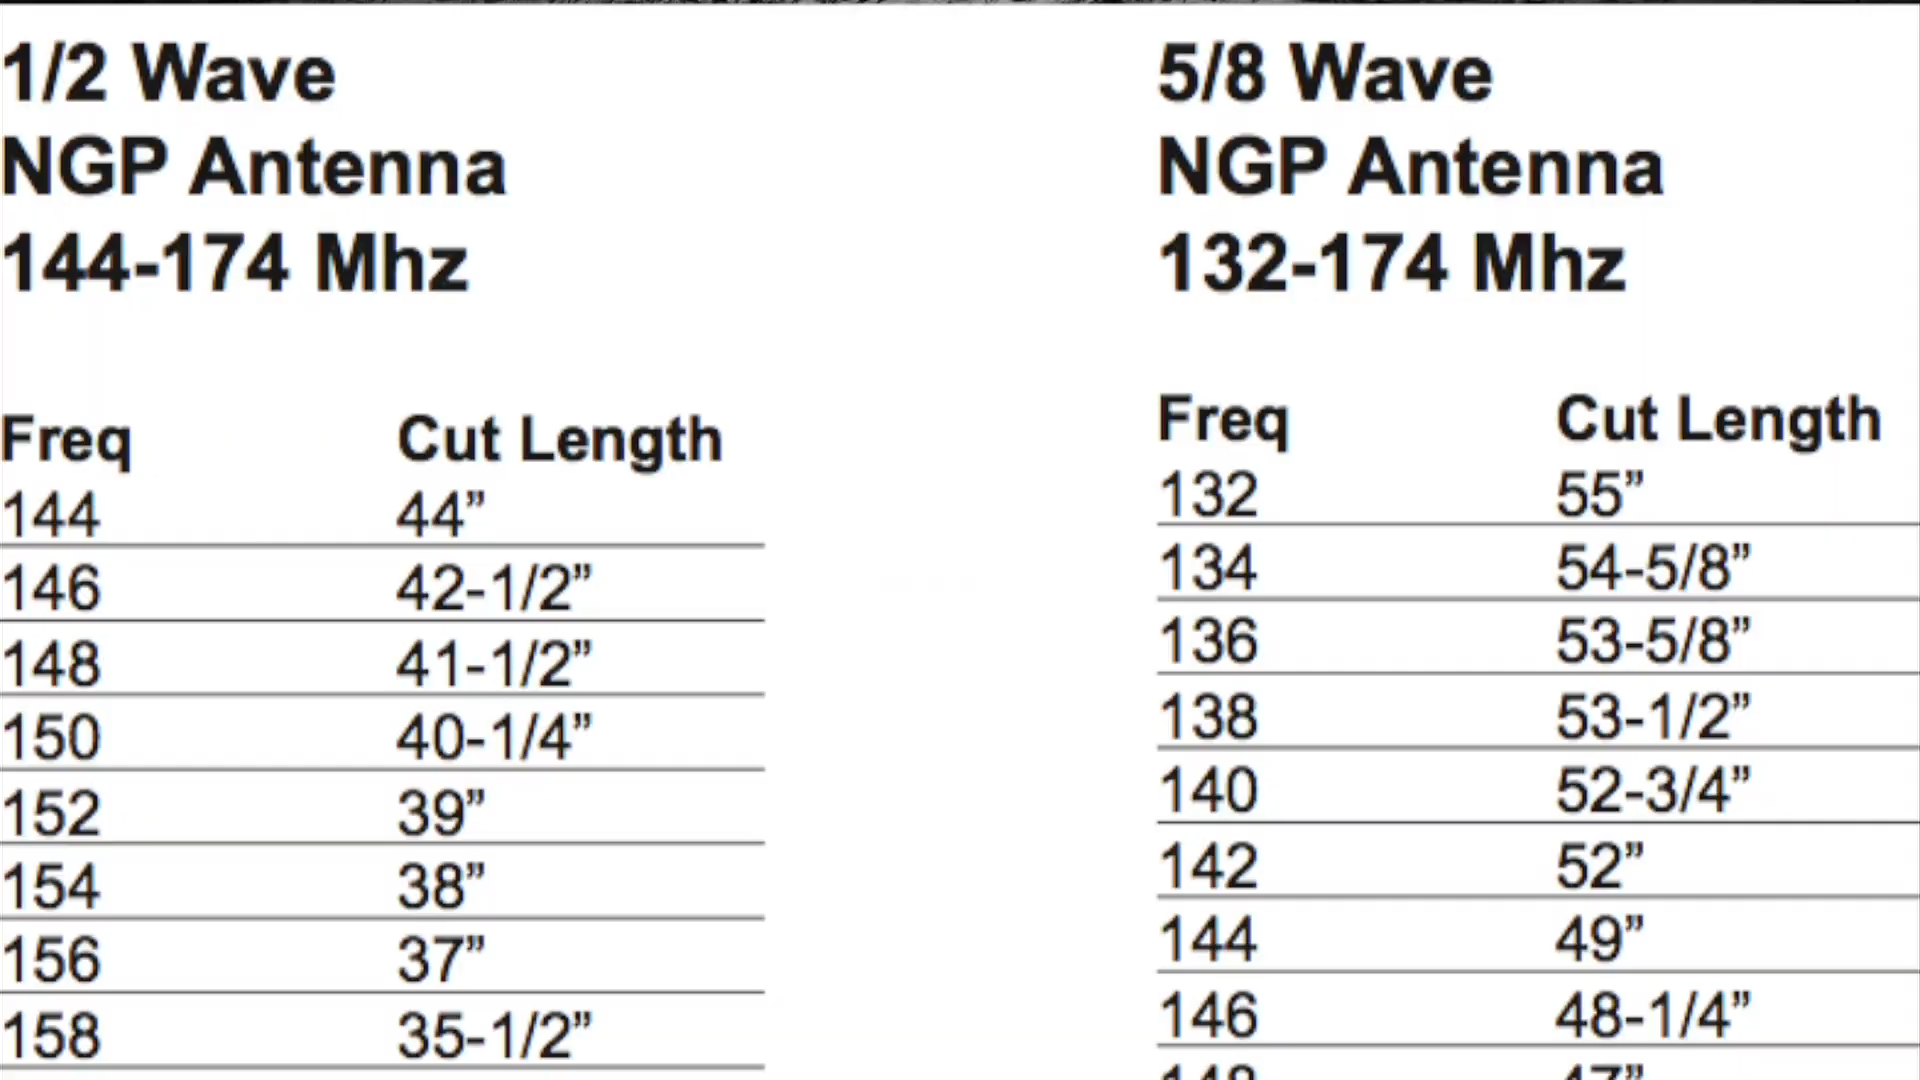 1/2 Wave
NGP Antenna
144-174 Mhz
Freq Cut Length
144 44”
146 42-1/2”
148 41-1/2”
150 40-1/4”
152 39”
154 38”
156 37”
158 35-1/2”
5/8 Wave
NGP Antenna
132-174 Mhz
Freq Cut Length
132 55”
134 54-5/8”
136 53-5/8”
138 53-1/2”
140 52-3/4”
142 52”
144 49”
146 48-1/4”